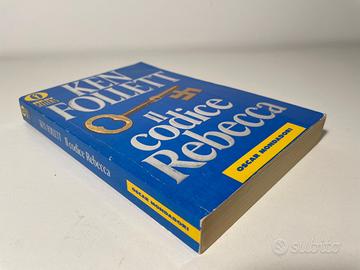 KEN
FOLLETT
Il
codice
Rebecca
OSCAR MONDADORI
KEN FOLLETT Il codice Rebecca
OSCAR MONDADORI
subito